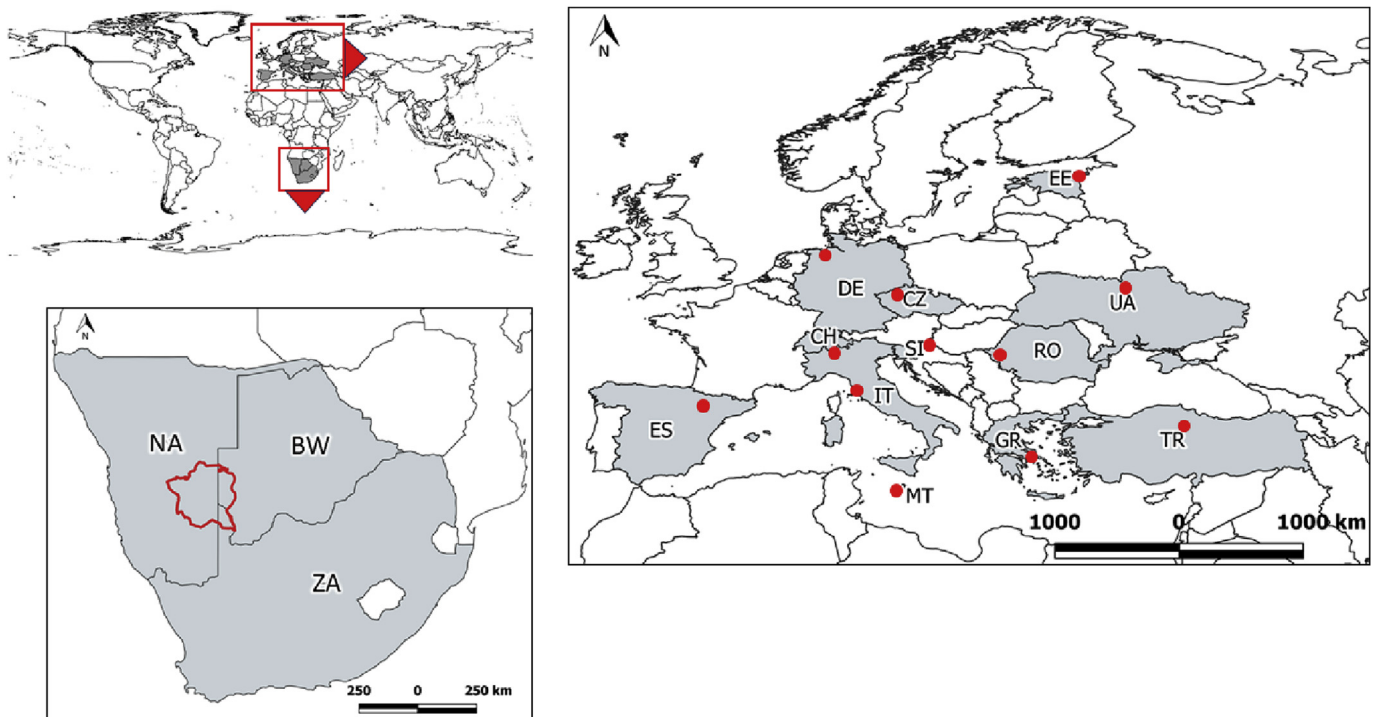 N
EE
DE
CZ
UA
CH
SI
RO
IT
ES
GR
TR
MT
1000 0 1000 km
N
NA
BW
ZA
250 0 250 km